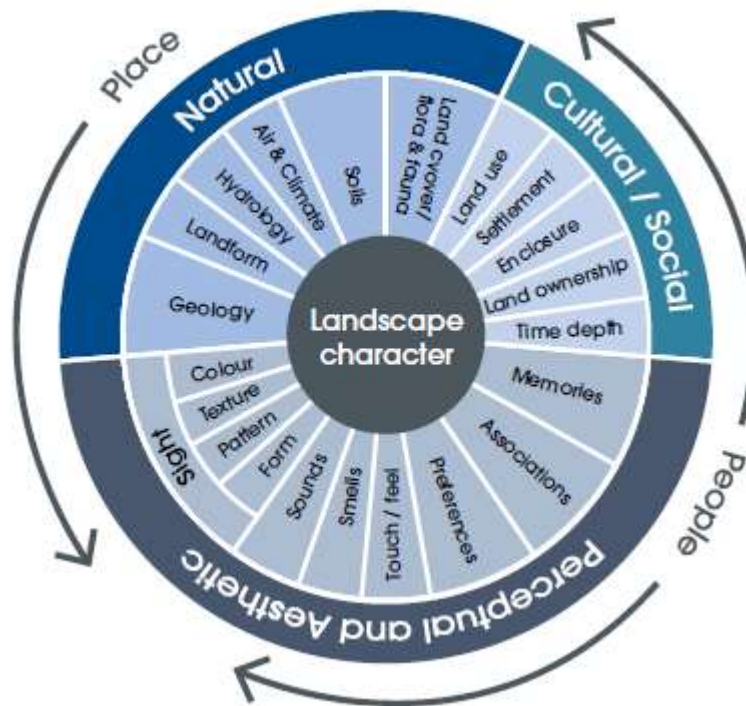 Place
Natural
Cultural / Social
People
Perceptual and Aesthetic
Landscape
character
Geology
Landform
Hydrology
Air & Climate
Soils
Land cvover/
flora & fauna
Land use
Settlement
Enclosure
Land ownership
Time depth
Memories
Associations
Preferences
Touch / feel
Smells
Sounds
Sight
Form
Pattern
Texture
Colour